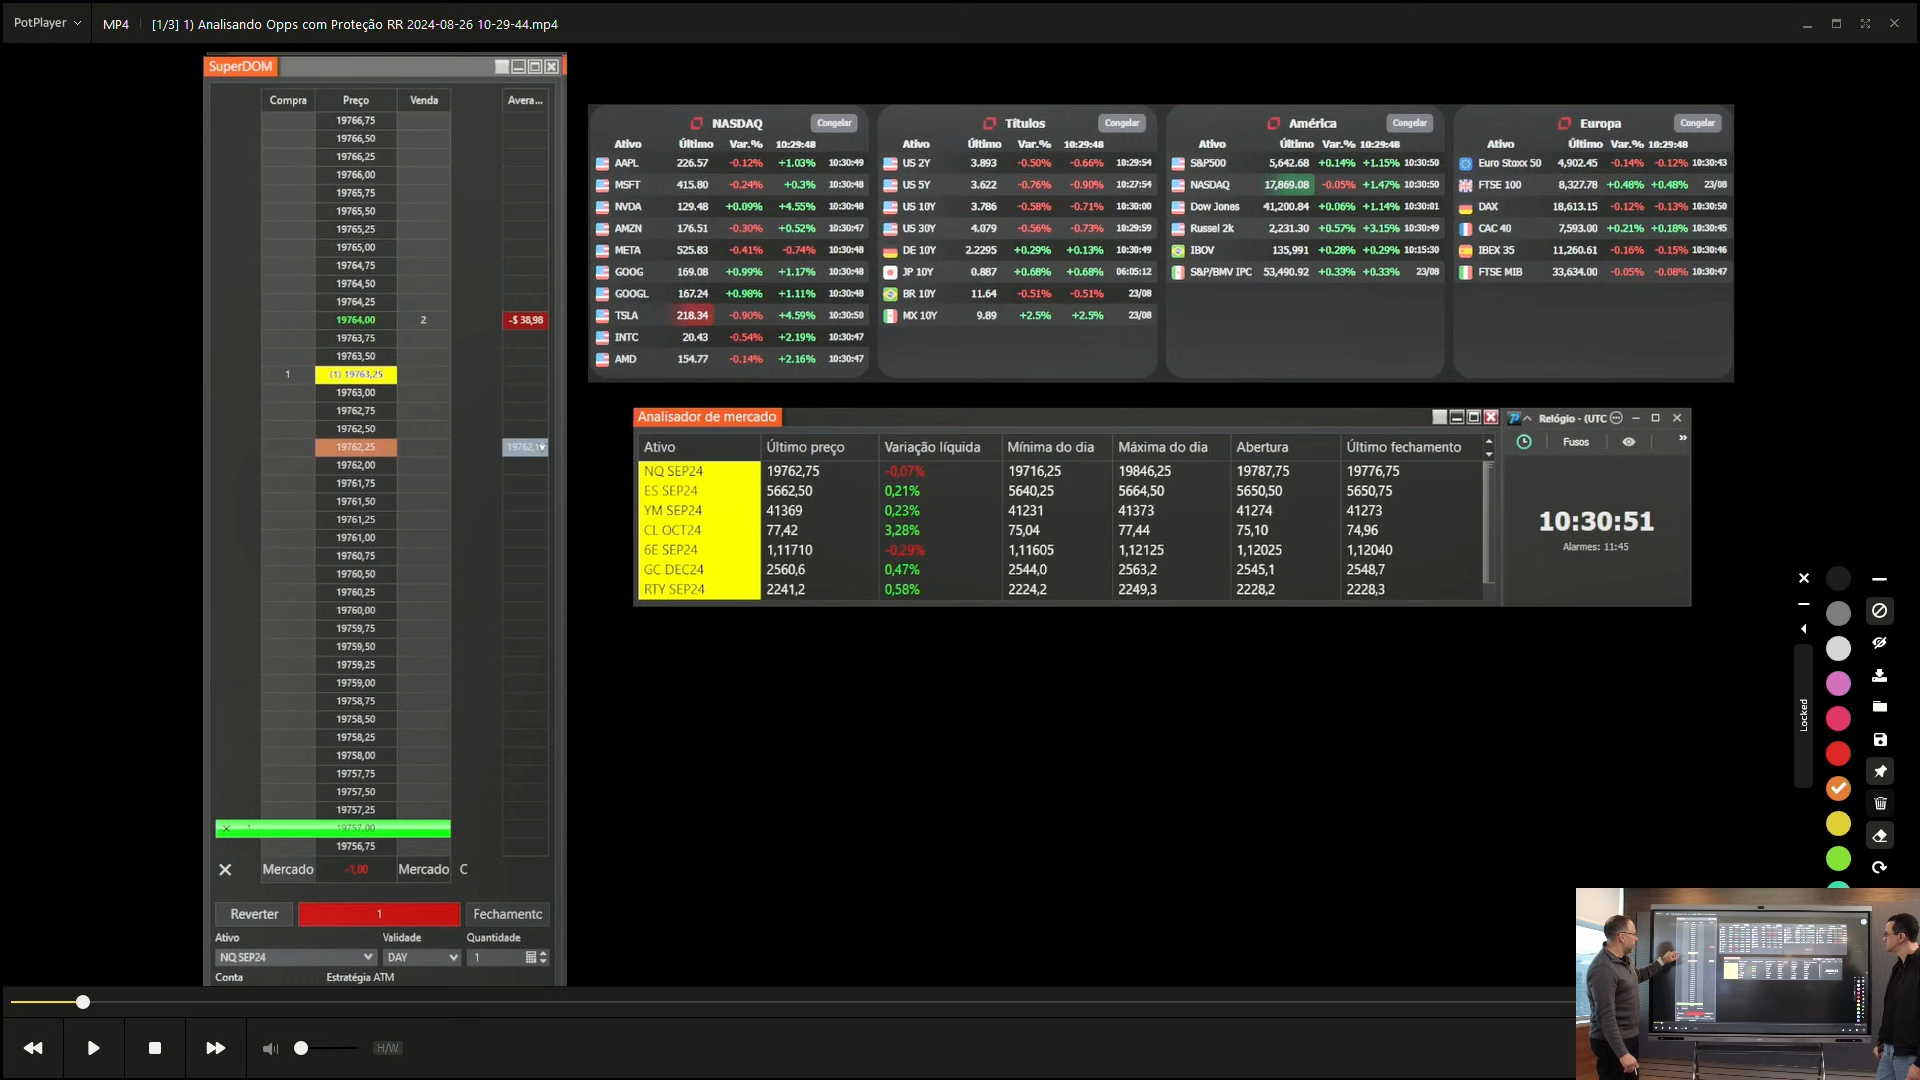 PotPlayer MP4 [1/3] 1) Analisando Opps com Proteção RR 2024-08-26 10-29-44.mp4
SuperDOM
Compra Preço Venda Avera...
19766,75
19766,50
19766,25
19766,00
19765,75
19765,50
19765,25
19765,00
19764,75
19764,50
19764,25
19764,00 2 -$ 38,98
19763,75
19763,50
1 (1) 19763,25
19763,00
19762,75
19762,50
19762,25
19762,00
19761,75
19761,50
19761,25
19761,00
19760,75
19760,50
19760,25
19760,00
19759,75
19759,50
19659,25
19759,00
19758,75
19758,50
19758,25
19758,00
19757,75
19757,50
19757,25
X 1 19757,00
19756,75
X Mercado -1,00 Mercado C
Reverter 1 Fechamento
Ativo Validade Quantidade
NQ SEP24 DAY 1
Conta Estratégia ATM
NASDAQ Congelar
Ativo Último Var.% 10:29:48
AAPL 226.57 -0.12% +1.03% 10:30:49
MSFT 415.80 -0.24% +0.3% 10:30:48
NVDA 129.48 +0.09% +4.55% 10:30:48
AMZN 176.51 -0.30% +0.52% 10:30:47
META 525.83 -0.41% -0.74% 10:30:48
GOOG 169.08 +0.99% +1.17% 10:30:48
GOOGL 167.24 +0.98% +1.11% 10:30:48
TSLA 218.34 -0.90% +4.59% 10:30:50
INTC 20.43 -0.54% +2.19% 10:30:47
AMD 154.77 -0.14% +2.16% 10:30:47
Títulos Congelar
Ativo Último Var.% 10:29:48
US 2Y 3.893 -0.50% -0.66% 10:29:54
US 5Y 3.622 -0.76% -0.90% 10:27:54
US 10Y 3.786 -0.58% -0.71% 10:30:00
US 30Y 4.079 -0.56% -0.73% 10:29:59
DE 10Y 2.2295 +0.29% +0.13% 10:30:49
JP 10Y 0.887 +0.68% +0.68% 06:05:12
BR 10Y 11.64 -0.51% -0.51% 23/08
MX 10Y 9.89 +2.5% +2.5% 23/08
América Congelar
Ativo Último Var.% 10:29:48
S&P500 5,642.68 +0.14% +1.15% 10:30:50
NASDAQ 17,869.08 -0.05% +1.47% 10:30:50
Dow Jones 41,200.84 +0.06% +1.14% 10:30:01
Russel 2k 2,231.30 +0.57% +3.15% 10:30:49
IBOV 135,991 +0.28% +0.29% 10:15:30
S&P/BMV IPC 53,490.92 +0.33% +0.33% 23/08
Europa Congelar
Ativo Último Var.% 10:29:48
Euro Stoxx 50 4,902.45 -0.14% -0.12% 10:30:43
FTSE 100 8,327.78 +0.48% +0.48% 23/08
DAX 18,613.15 -0.12% -0.13% 10:30:50
CAC 40 7,593.00 +0.21% +0.18% 10:30:45
IBEX 35 11,260.61 -0.16% -0.15% 10:30:46
FTSE MIB 33,634.00 -0.05% -0.08% 10:30:47
Analisador de mercado
Ativo Último preço Variação líquida Mínima do dia Máxima do dia Abertura Último fechamento
NQ SEP24 19762,75 -0,07% 19716,25 19846,25 19787,75 19776,75
ES SEP24 5662,50 0,21% 5640,25 5664,50 5650,50 5650,75
YM SEP24 41369 0,23% 41231 41373 41274 41273
CL OCT24 77,42 3,28% 75,04 77,44 75,10 74,96
6E SEP24 1,11710 -0,29% 1,11605 1,12125 1,12025 1,12040
GC DEC24 2560,6 0,47% 2544,0 2563,2 2545,1 2548,7
RTY SEP24 2241,2 0,58% 2224,2 2249,3 2228,2 2228,3
Relógio - (UTC
Fusos
10:30:51
Alarmes: 11:45
Locked
H/W